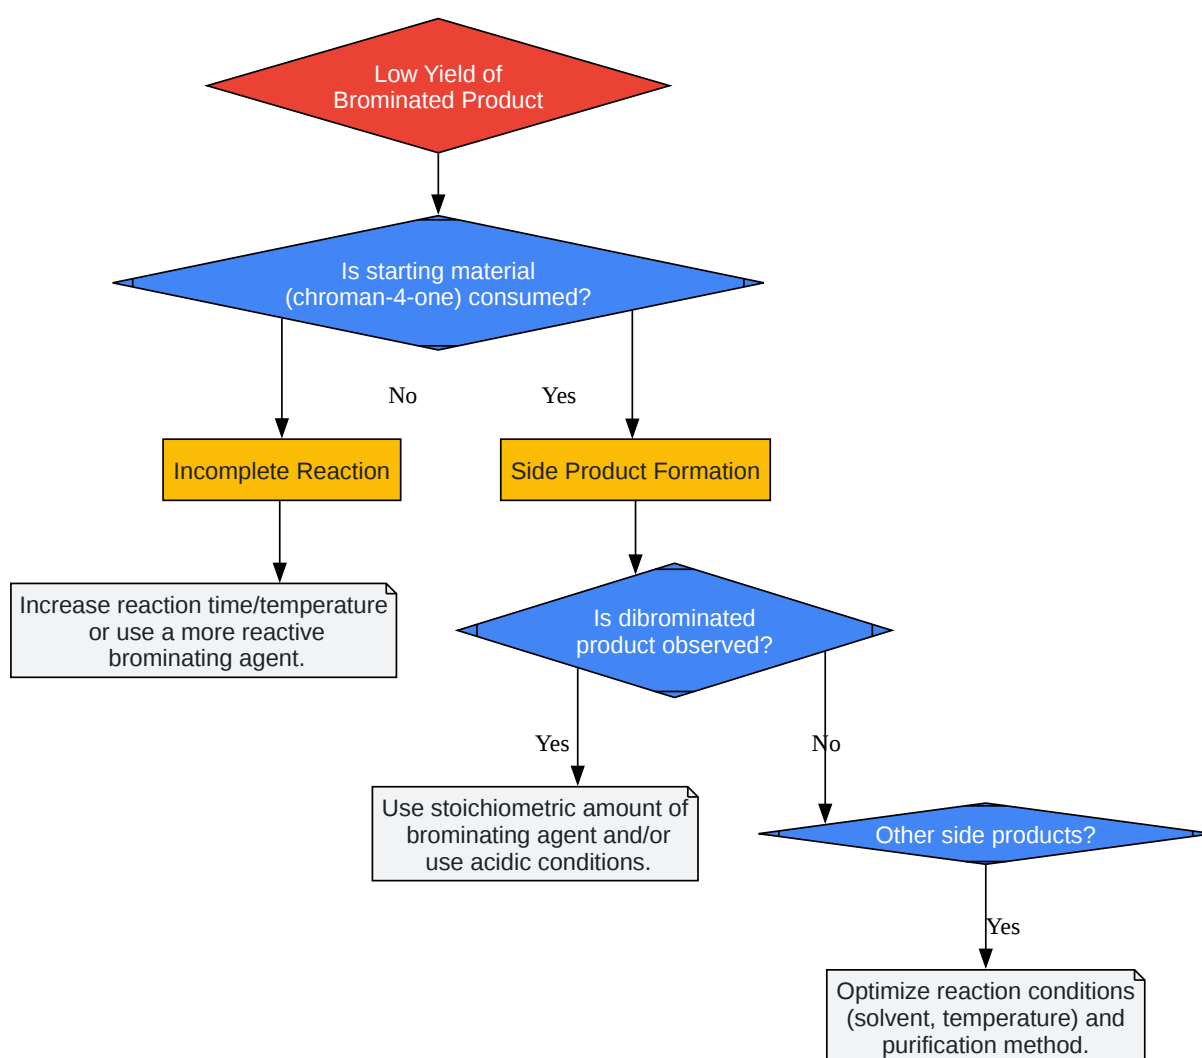 Low Yield of
Brominated Product
Is starting material
(chroman-4-one) consumed?
No
Yes
Incomplete Reaction
Side Product Formation
Increase reaction time/temperature
or use a more reactive
brominating agent.
Is dibrominated
product observed?
Yes
No
Use stoichiometric amount of
brominating agent and/or
use acidic conditions.
Other side products?
Yes
Optimize reaction conditions
(solvent, temperature) and
purification method.